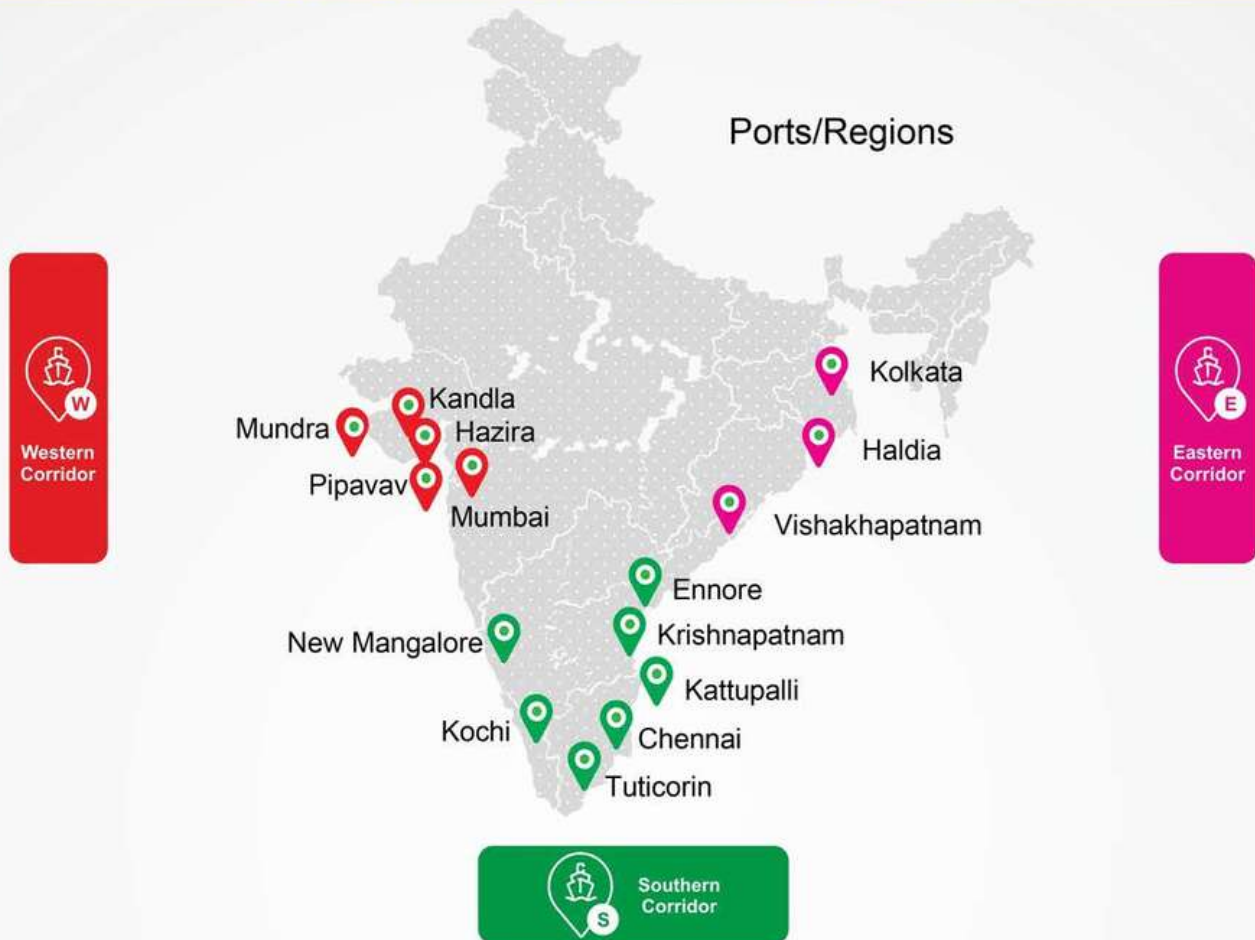 Ports/Regions
W
Western
Corridor
E
Eastern
Corridor
Kandla
Mundra
Hazira
Pipavav
Mumbai
Kolkata
Haldia
Vishakhapatnam
Ennore
New Mangalore
Krishnapatnam
Kattupalli
Kochi
Chennai
Tuticorin
S
Southern
Corridor